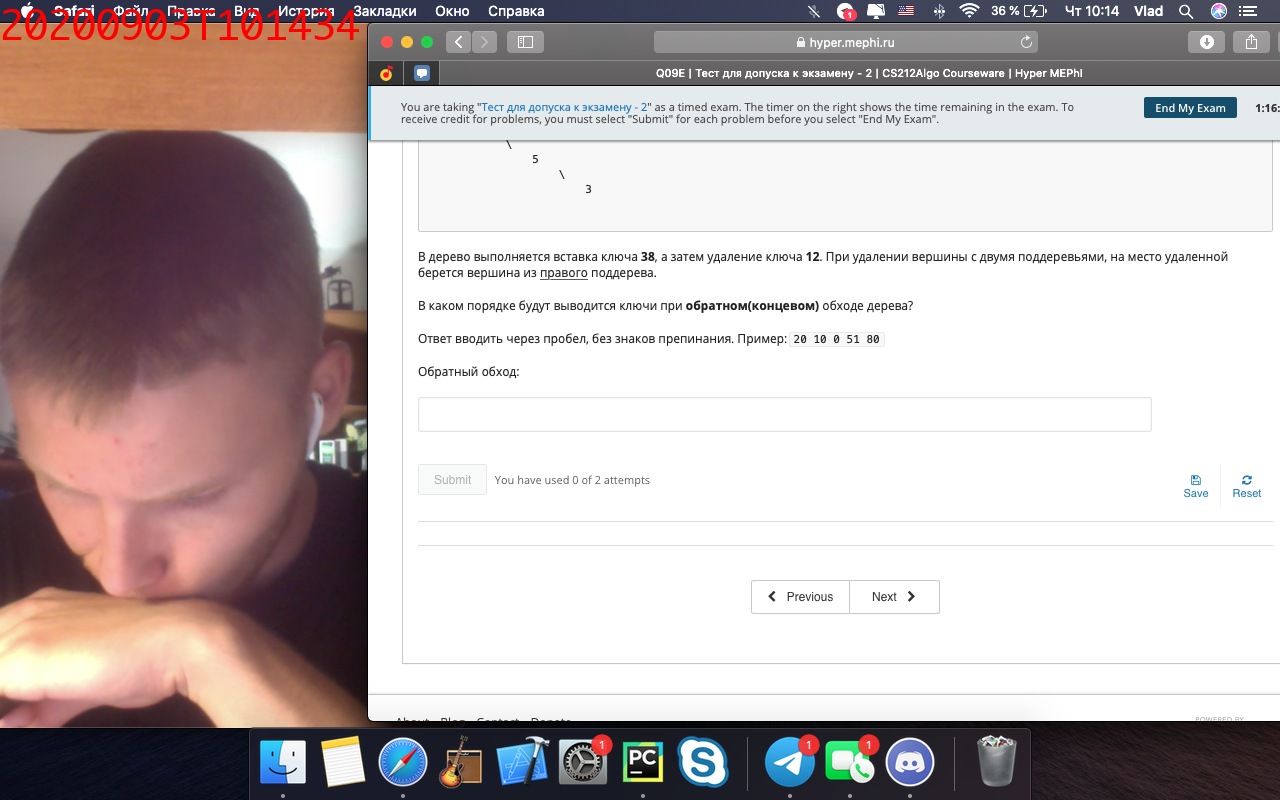 20200903T101434
Safari Файл Правка Вид История Закладки Окно Справка
1 36 % Чт 10:14 Vlad
hyper.mephi.ru
Q09E | Тест для допуска к экзамену - 2 | CS212Algo Courseware | Hyper MEPhI
You are taking "Тест для допуска к экзамену - 2" as a timed exam. The timer on the right shows the time remaining in the exam. To
receive credit for problems, you must select "Submit" for each problem before you select "End My Exam".
End My Exam
1:16:
\
5
\
3
В дерево выполняется вставка ключа 38, а затем удаление ключа 12. При удалении вершины с двумя поддеревьями, на место удаленной
берется вершина из правого поддерева.
В каком порядке будут выводится ключи при обратном(концевом) обходе дерева?
Ответ вводить через пробел, без знаков препинания. Пример: 20 10 0 51 80
Обратный обход:
Submit You have used 0 of 2 attempts
Save Reset
Previous Next
About Blog Contact Donate
POWERED BY
1 PC 1 1